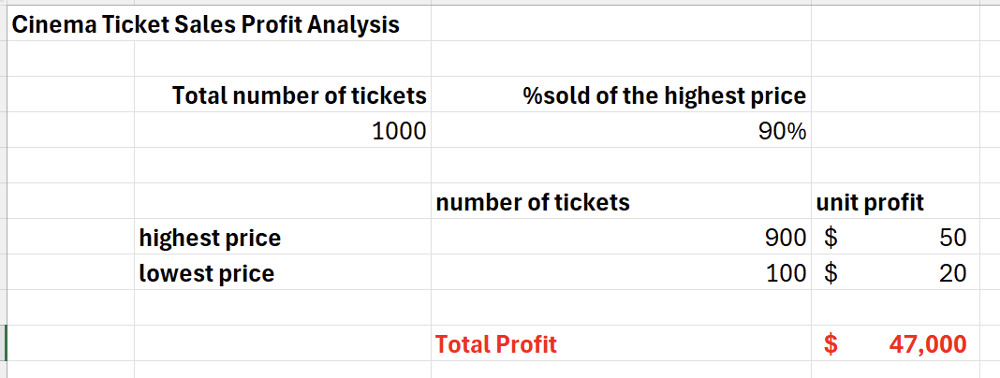 Cinema Ticket Sales Profit Analysis
Total number of tickets %sold of the highest price
1000 90%
number of tickets unit profit
highest price 900 $ 50
lowest price 100 $ 20
Total Profit $ 47,000